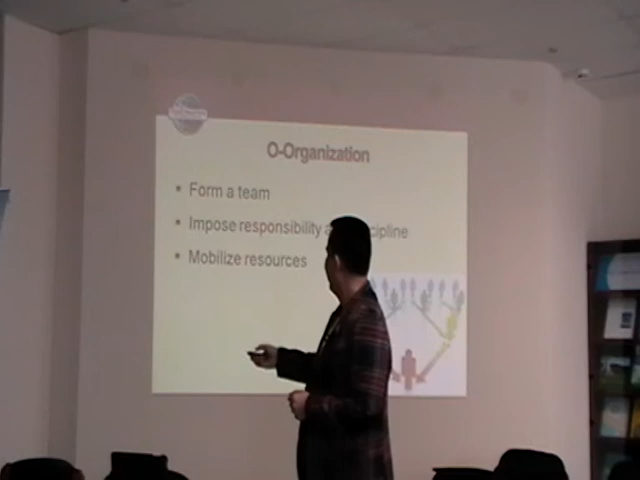 O-Organization
▪ Form a team
▪ Impose responsibility a cipline
▪ Mobilize resources